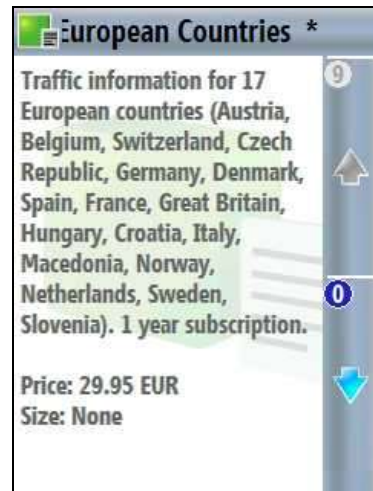 European Countries *
Traffic information for 17
European countries (Austria,
Belgium, Switzerland, Czech
Republic, Germany, Denmark,
Spain, France, Great Britain,
Hungary, Croatia, Italy,
Macedonia, Norway,
Netherlands, Sweden,
Slovenia). 1 year subscription.
Price: 29.95 EUR
Size: None
9
0